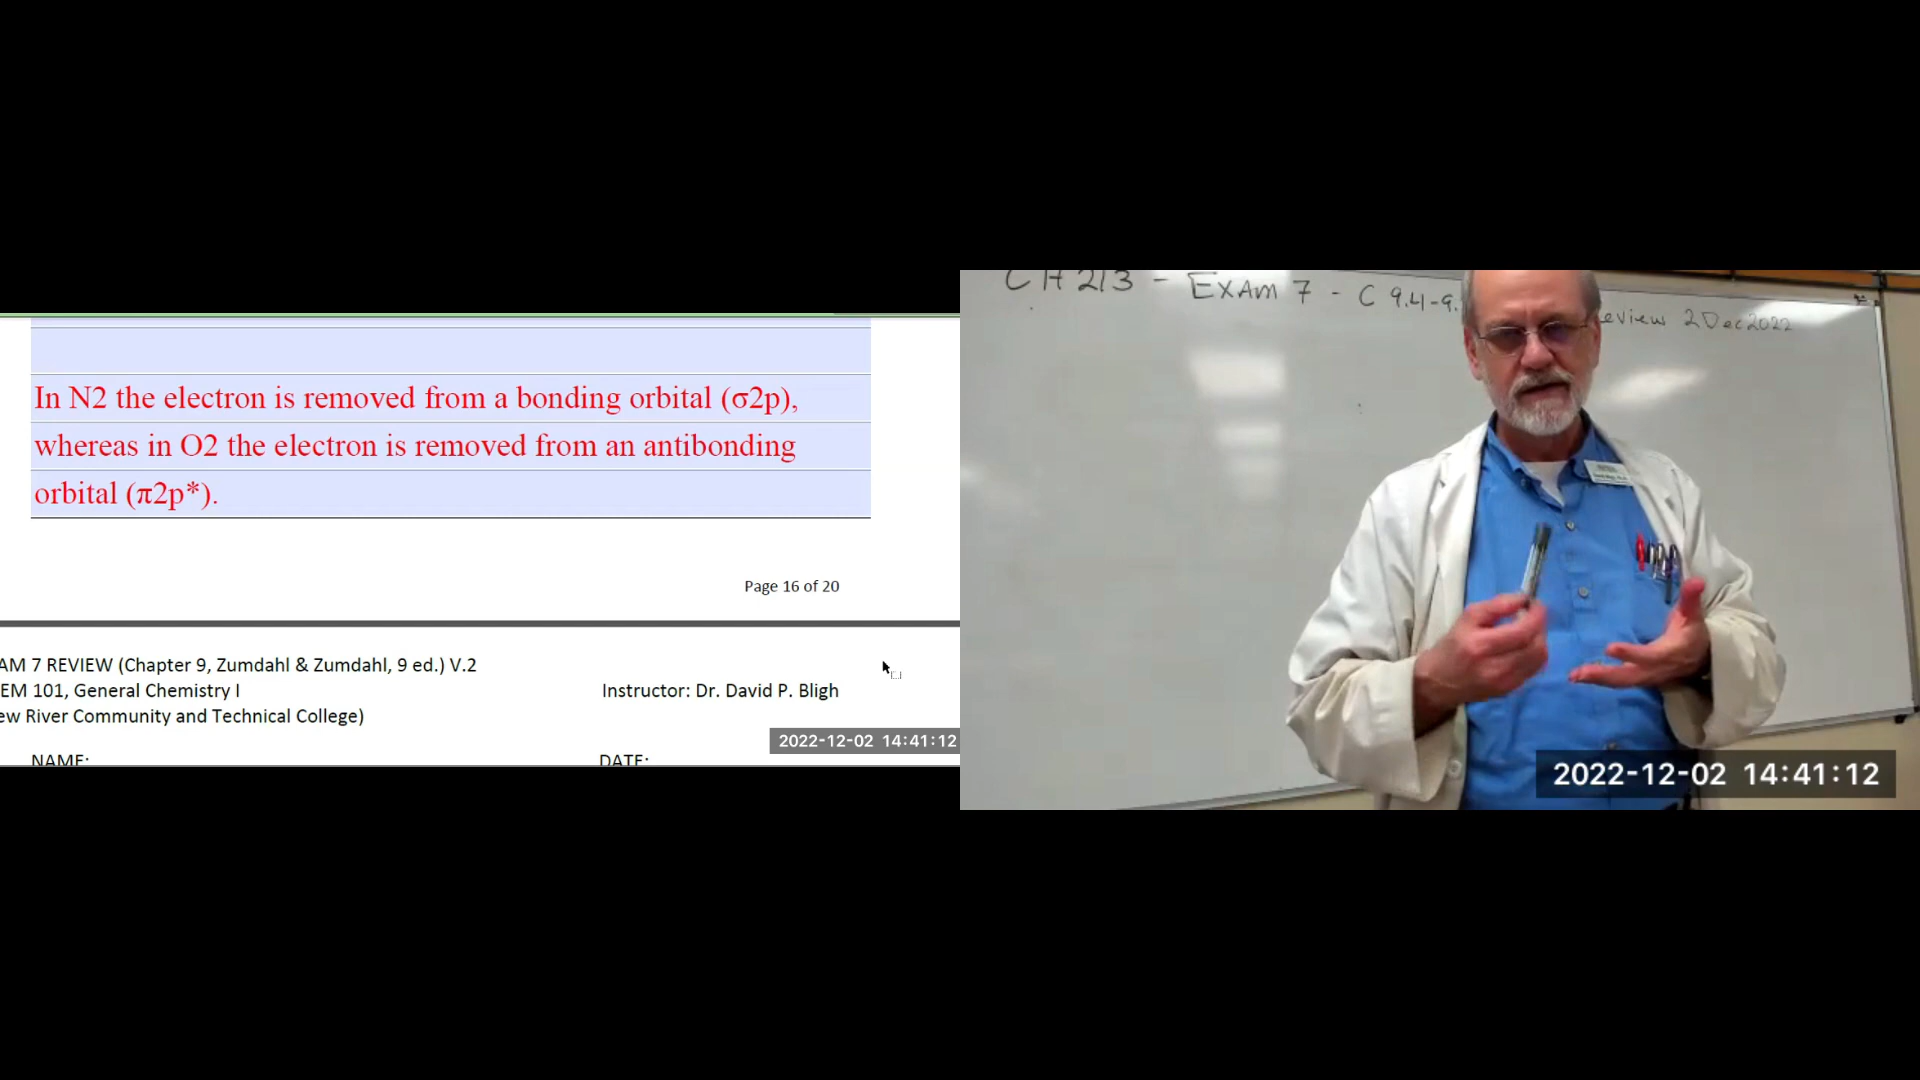 In N2 the electron is removed from a bonding orbital (σ2p),
whereas in O2 the electron is removed from an antibonding
orbital (π2p*).
Page 16 of 20
AM 7 REVIEW (Chapter 9, Zumdahl & Zumdahl, 9 ed.) V.2
EM 101, General Chemistry I
Instructor: Dr. David P. Bligh
ew River Community and Technical College)
NAME:
DATE:
2022-12-02 14:41:12
CH 213 - EXAM 7 - C 9.4-9.
eview 2Dec2022
2022-12-02 14:41:12